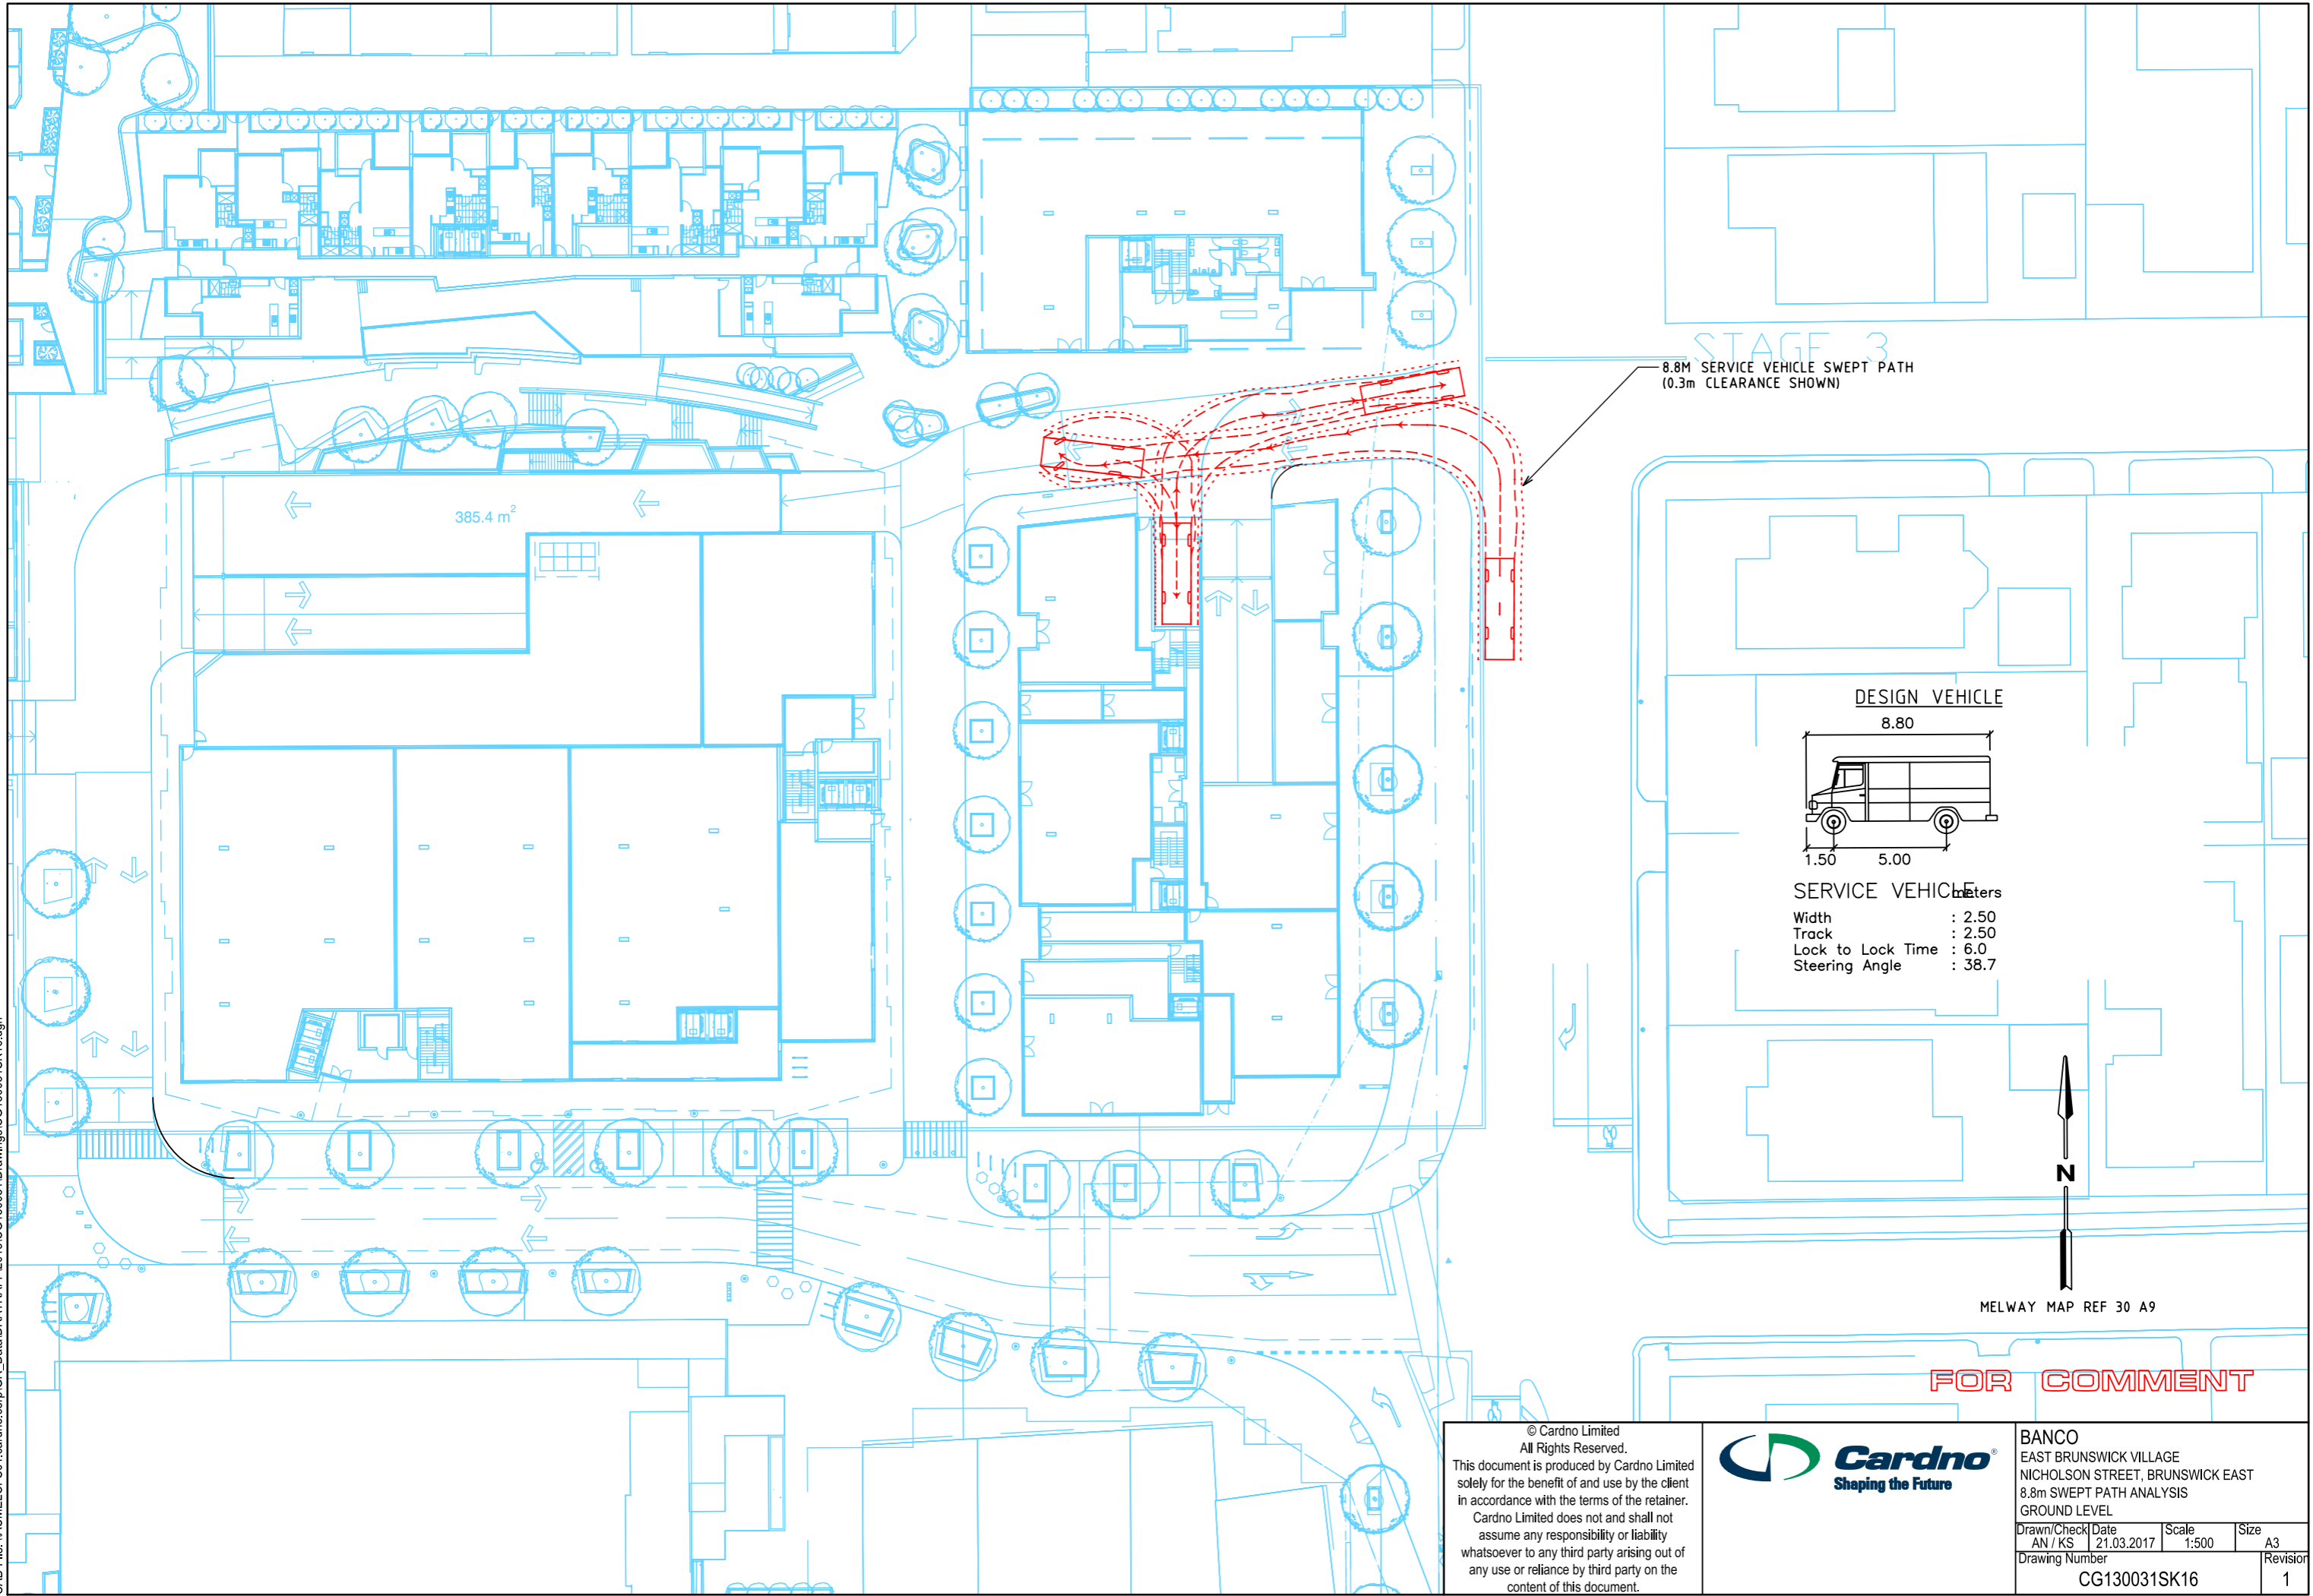 STAGE 3
8.8M SERVICE VEHICLE SWEPT PATH
(0.3m CLEARANCE SHOWN)
385.4 m2
DESIGN VEHICLE
8.80
1.50 5.00
SERVICE VEHICLE
meters
Width : 2.50
Track : 2.50
Lock to Lock Time : 6.0
Steering Angle : 38.7
N
MELWAY MAP REF 30 A9
FOR COMMENT
© Cardno Limited
All Rights Reserved.
This document is produced by Cardno Limited
solely for the benefit of and use by the client
in accordance with the terms of the retainer.
Cardno Limited does not and shall not
assume any responsibility or liability
whatsoever to any third party arising out of
any use or reliance by third party on the
content of this document.
Cardno®
Shaping the Future
BANCO
EAST BRUNSWICK VILLAGE
NICHOLSON STREET, BRUNSWICK EAST
8.8m SWEPT PATH ANALYSIS
GROUND LEVEL
Drawn/Check Date Scale Size
AN / KS 21.03.2017 1:500 A3
Drawing Number Revision
CG130031SK16 1